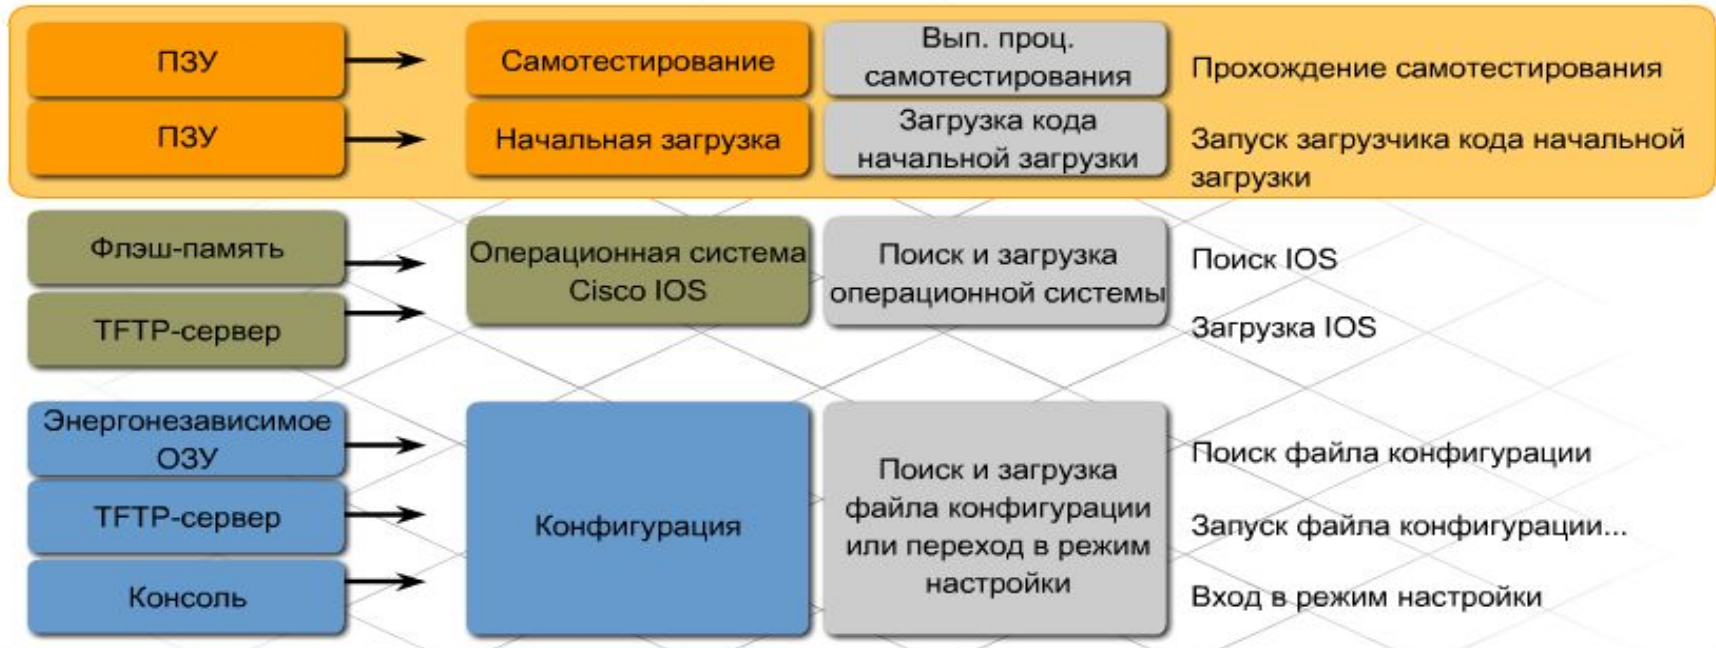 ПЗУ
Самотестирование
Вып. проц.
самотестирования
Прохождение самотестирования
ПЗУ
Начальная загрузка
Загрузка кода
начальной загрузки
Запуск загрузчика кода начальной
загрузки
Флэш-память
TFTP-сервер
Операционная система
Cisco IOS
Поиск и загрузка
операционной системы
Поиск IOS
Загрузка IOS
Энергонезависимое
ОЗУ
TFTP-сервер
Консоль
Конфигурация
Поиск и загрузка
файла конфигурации
или переход в режим
настройки
Поиск файла конфигурации
Запуск файла конфигурации...
Вход в режим настройки